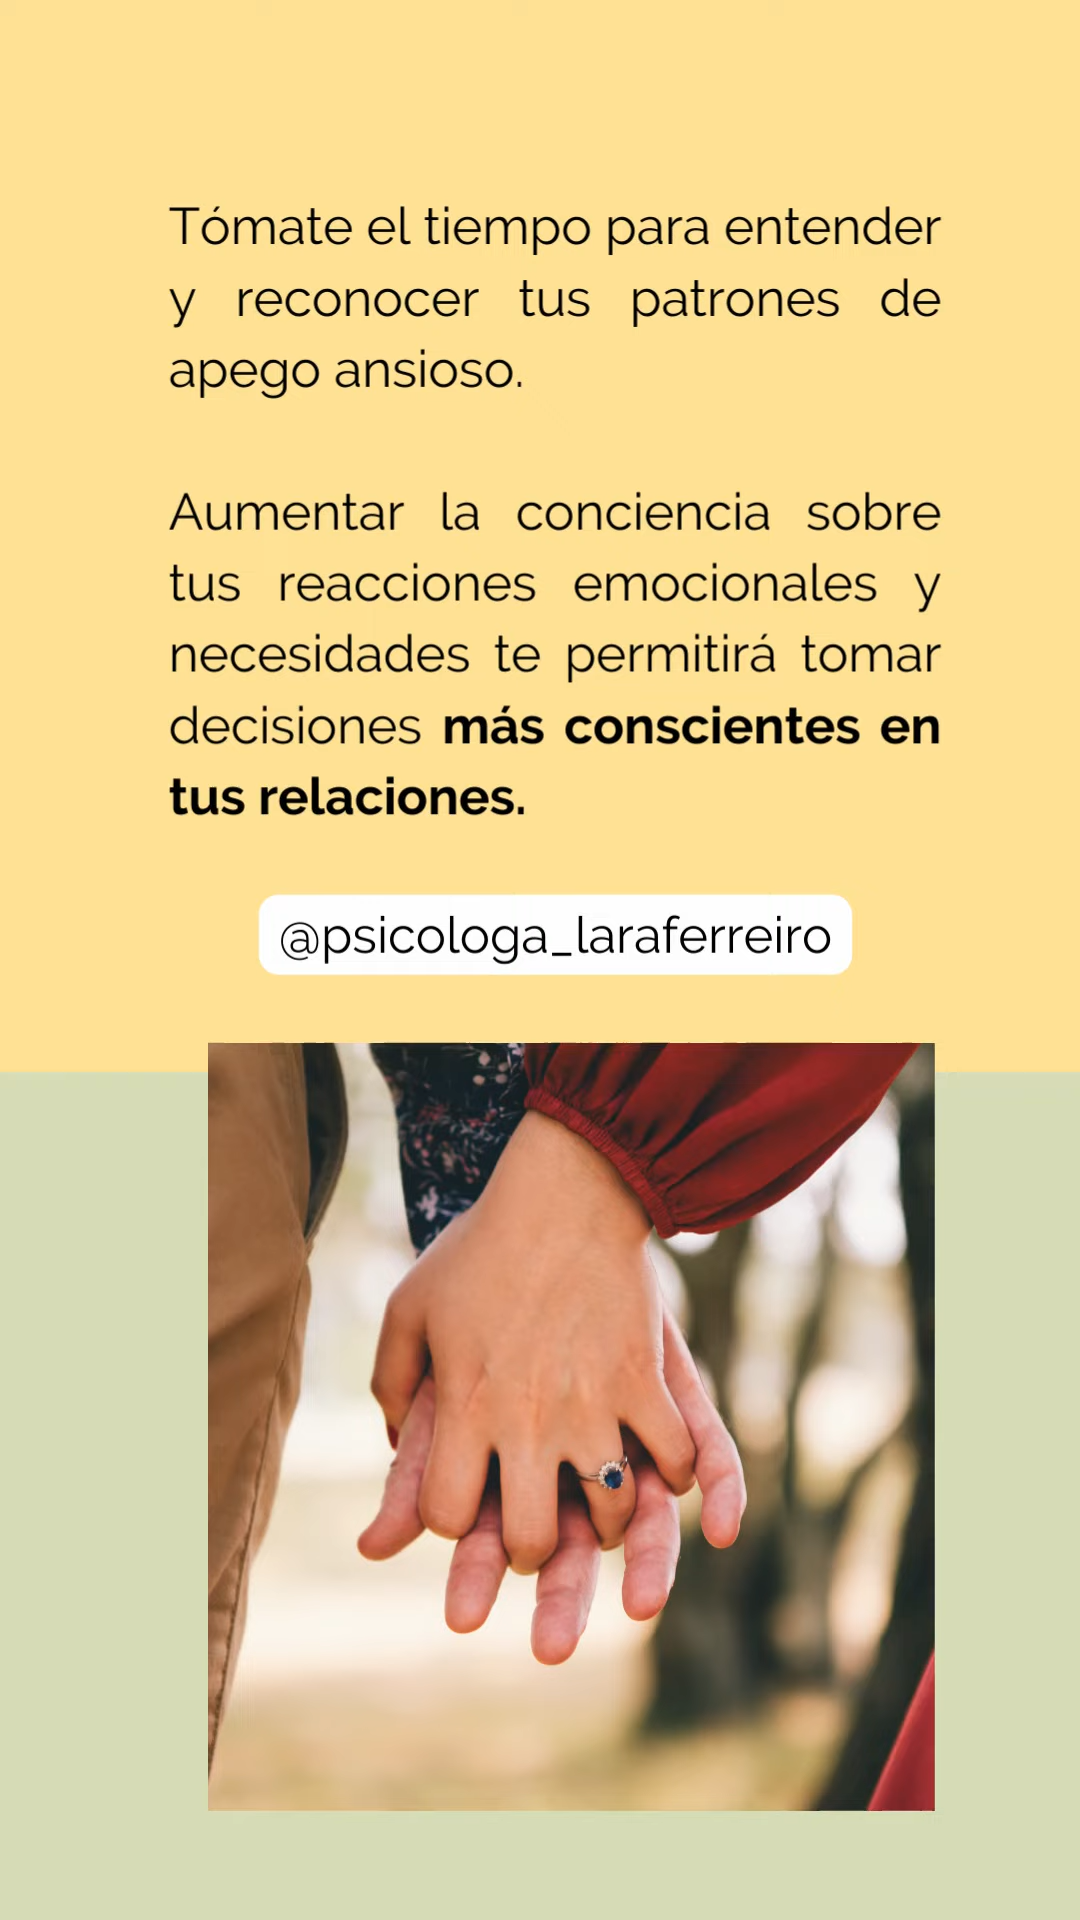 Tómate el tiempo para entender
y reconocer tus patrones de
apego ansioso.
Aumentar la conciencia sobre
tus reacciones emocionales y
necesidades te permitirá tomar
decisiones más conscientes en
tus relaciones.
@psicologa_laraferreiro